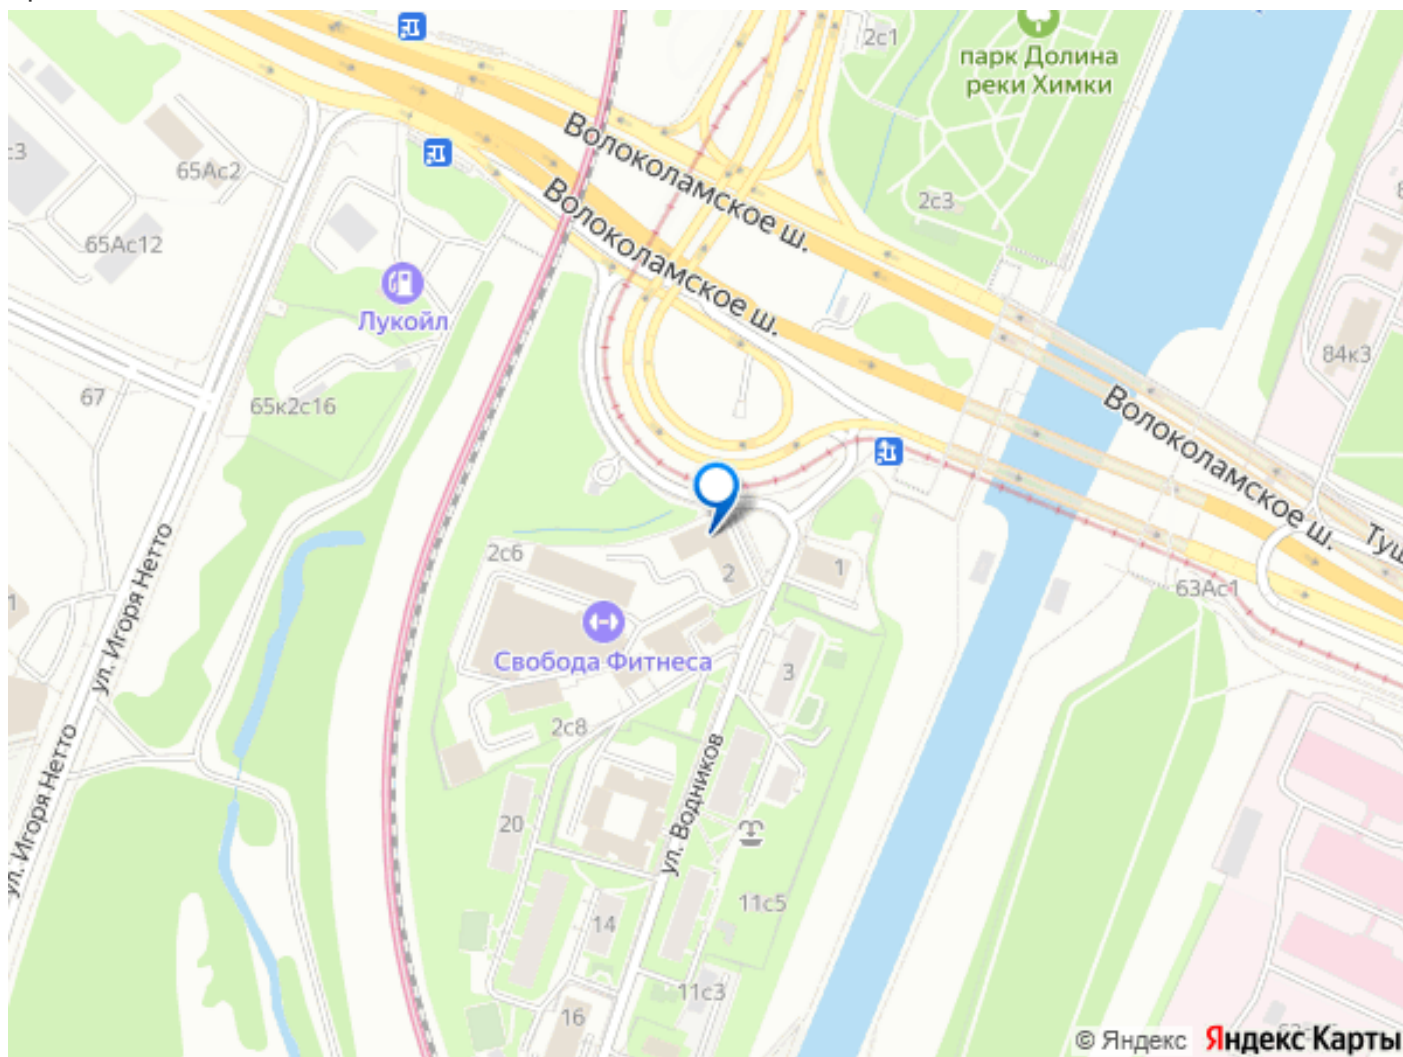 2с1
парк Долина
реки Химки
Волоколамское ш.
с3
65Ас2
Волоколамское ш.
2с3
65Ас12
Лукойл
84к3
67
65к2с16
Волоколамское ш.
Туш
ул. Игоря Нетто
2с6
2
1
63Ас1
1
Свобода Фитнеса
3
2с8
ул. Игоря Нетто
ул. Водников
20
11с5
14
11с3
16
© Яндекс Яндекс Карты